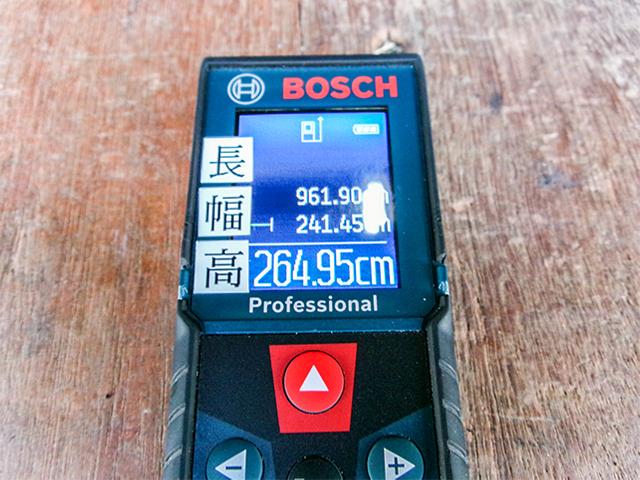 BOSCH
長
961.90cm
幅 241.45cm
高 264.95cm
Professional